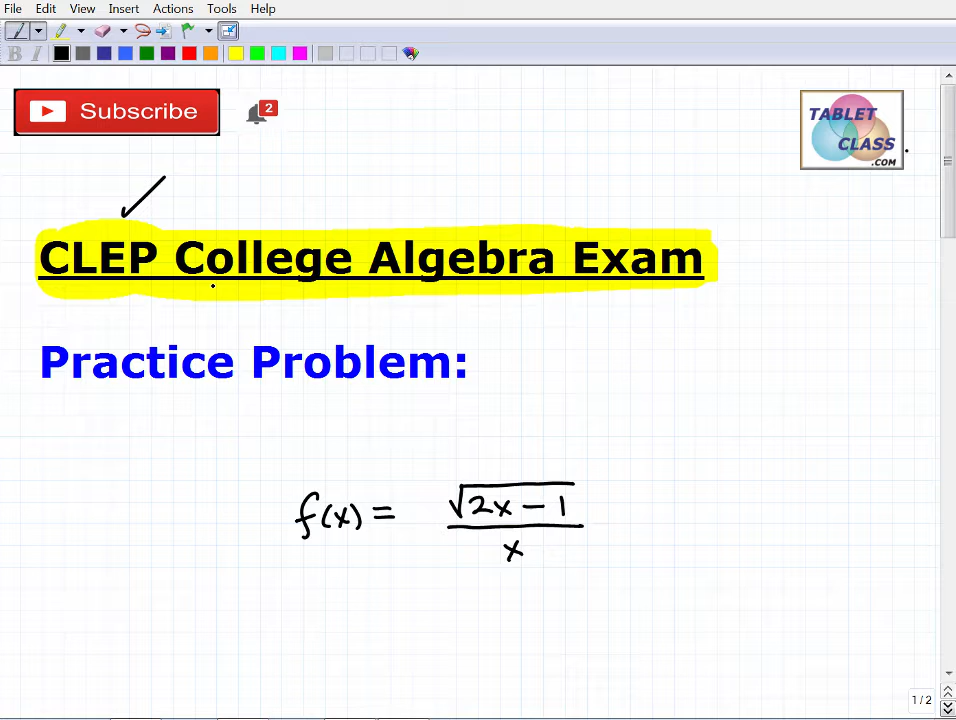 File Edit View Insert Actions Tools Help
B I
Subscribe 2
TABLET
CLASS
.COM
CLEP College Algebra Exam
Practice Problem:
f(x) = √(2x − 1) / x
1 / 2